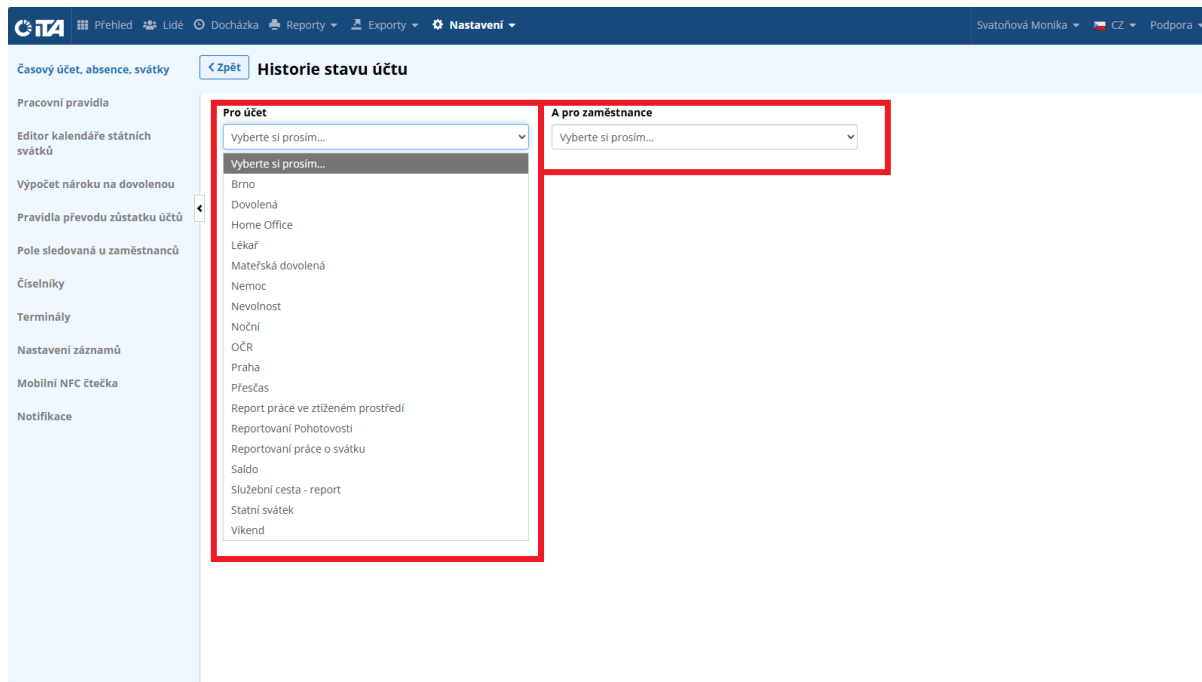 iTA Přehled Lidé Docházka Reporty Exporty Nastavení Svatoňová Monika CZ Podpora
Časový účet, absence, svátky
Pracovní pravidla
Editor kalendáře státních
svátků
Výpočet nároku na dovolenou
Pravidla převodu zůstatku účtů
Pole sledovaná u zaměstnanců
Číselníky
Terminály
Nastavení záznamů
Mobilní NFC čtečka
Notifikace
Zpět Historie stavu účtu
Pro účet
Vyberte si prosím...
Vyberte si prosím...
Brno
Dovolená
Home Office
Lékař
Mateřská dovolená
Nemoc
Nevolnost
Noční
OČR
Praha
Přesčas
Report práce ve ztíženém prostředí
Reportovaní Pohotovosti
Reportovaní práce o svátku
Saldo
Služební cesta - report
Statní svátek
Víkend
A pro zaměstnance
Vyberte si prosím...